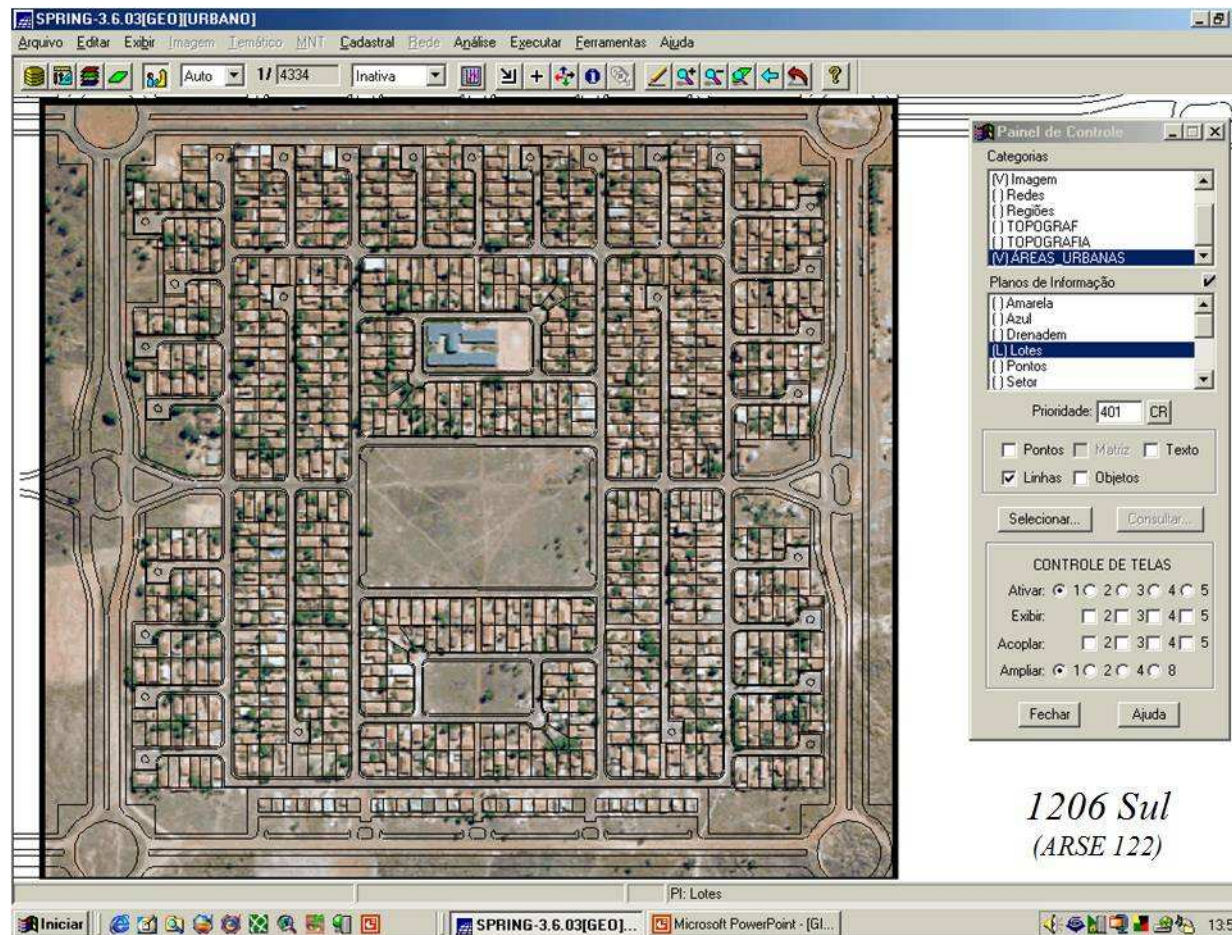 SPRING-3.6.03[GEO][URBANO]
Arquivo Editar Exibir Imagem Temático MNT Cadastral Rede Análise Executar Ferramentas Ajuda
Auto 1/ 4334 Inativa
Painel de Controle
Categorias
(V) Imagem
( ) Redes
( ) Regiões
( ) TOPOGRAF
( ) TOPOGRAFIA
(V) ÁREAS_URBANAS
Planos de Informação
( ) Amarela
( ) Azul
( ) Drenadem
(L) Lotes
( ) Pontos
( ) Setor
Prioridade: 401 CR
Pontos Matriz Texto
Linhas Objetos
Selecionar... Consultar...
CONTROLE DE TELAS
Ativar: 1 2 3 4 5
Exibir: 2 3 4 5
Acoplar: 2 3 4 5
Ampliar: 1 2 4 8
Fechar Ajuda
1206 Sul
(ARSE 122)
PI: Lotes
Iniciar SPRING-3.6.03[GEO]... Microsoft PowerPoint - [GI... 13:5